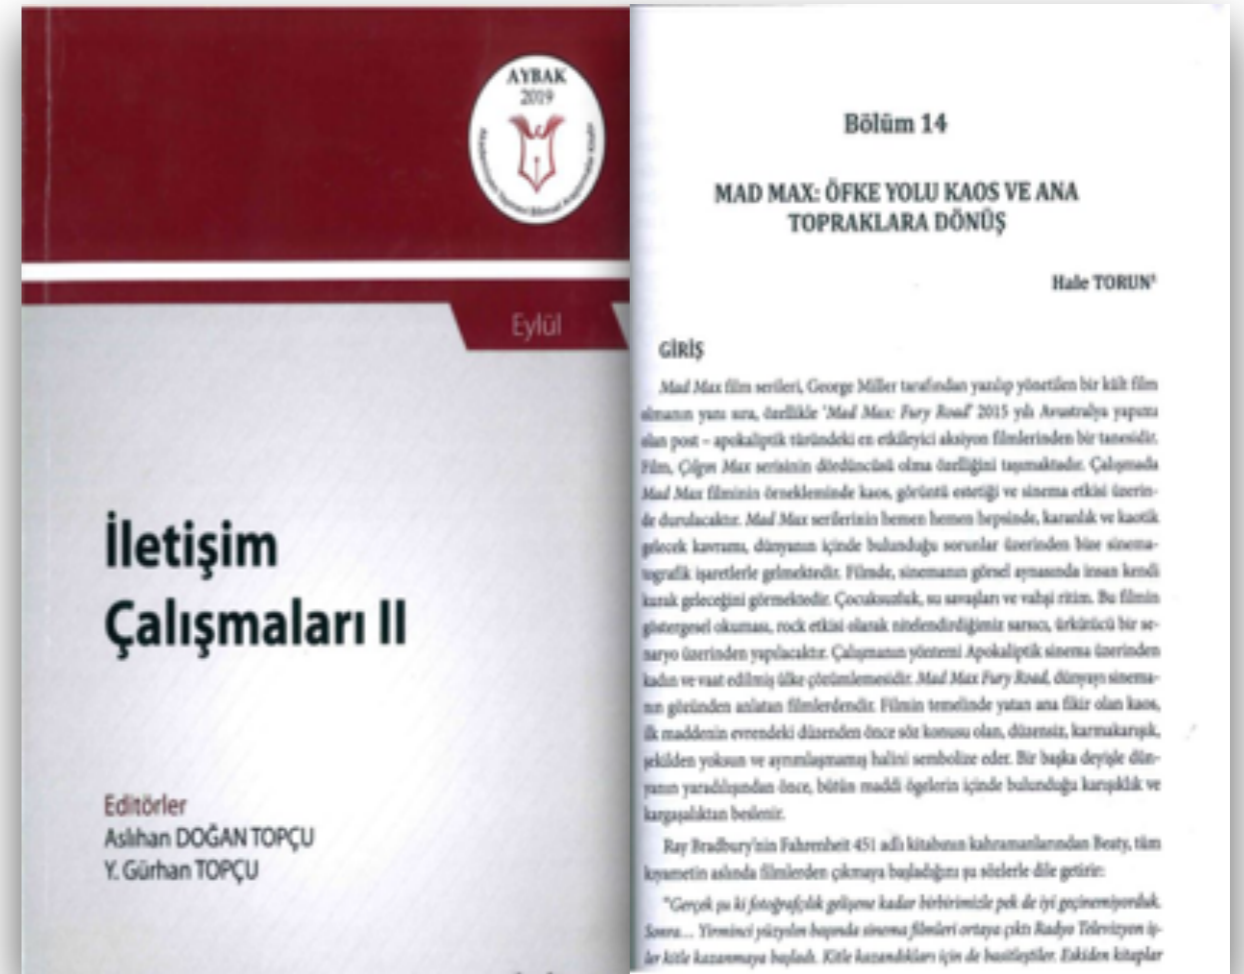 AYBAK
2019
Eylül
İletişim
Çalışmaları II
Editörler
Aslıhan DOĞAN TOPÇU
Y. Gürhan TOPÇU
Bölüm 14
MAD MAX: ÖFKE YOLU KAOS VE ANA
TOPRAKLARA DÖNÜŞ
Hale TORUN¹
GİRİŞ
Mad Max film serileri, George Miller tarafından yazılıp yönetilen bir kült film
olmanın yanı sıra, özellikle 'Mad Max: Fury Road' 2015 yılı Avustralya yapımı
olan post – apokaliptik türündeki en etkileyici aksiyon filmlerinden bir tanesidir.
Film, Çılgın Max serisinin dördüncüsü olma özelliğini taşımaktadır. Çalışmada
Mad Max filminin örnekleminde kaos, görüntü estetiği ve sinema etkisi üzerin-
de durulacaktır. Mad Max serilerinin hemen hemen hepsinde, karanlık ve kaotik
gelecek kavramı, dünyanın içinde bulunduğu sorunlar üzerinden bize sinema-
tografik işaretlerle gelmektedir. Filmde, sinemanın görsel aynasında insan kendi
kurak geleceğini görmektedir. Çocuksuzluk, su savaşları ve vahşi ritim. Bu filmin
göstergesel okuması, rock etkisi olarak nitelendirdiğimiz sarsıcı, ürkütücü bir se-
naryo üzerinden yapılacaktır. Çalışmanın yöntemi Apokaliptik sinema üzerinden
kadın ve vaat edilmiş ülke çözümlemesidir. Mad Max Fury Road, dünyayı sinema-
nın gözünden anlatan filmlerdendir. Filmin temelinde yatan ana fikir olan kaos,
ilk maddenin evrendeki düzenden önce söz konusu olan, düzensiz, karmakarışık,
şekilden yoksun ve ayrımlaşmamış halini sembolize eder. Bir başka deyişle dün-
yanın yaradılışından önce, bütün maddi ögelerin içinde bulunduğu karışıklık ve
kargaşalıktan beslenir.
Ray Bradbury'nin Fahrenheit 451 adlı kitabının kahramanlarından Beaty, tüm
kıyametin aslında filmlerden çıkmaya başladığını şu sözlerle dile getirir:
"Gerçek şu ki fotoğrafçılık gelişene kadar birbirimizle pek de iyi geçinemiyorduk.
Sonra... Yirminci yüzyılın başında sinema filmleri ortaya çıktı Radyo Televizyon iş-
ler kitle kazanmaya başladı. Kitle kazandıkları için de basitleştiler. Eskiden kitaplar